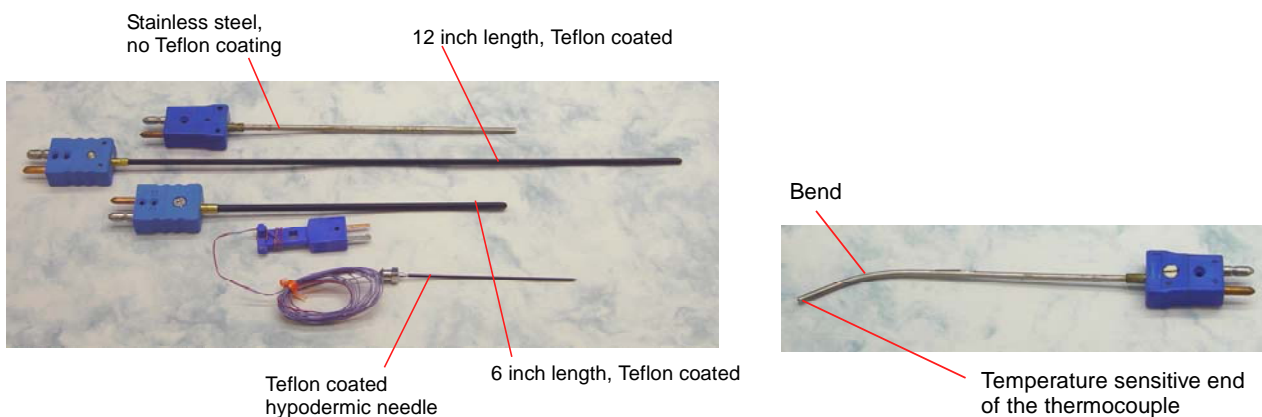 Stainless steel,
no Teflon coating
12 inch length, Teflon coated
Teflon coated
hypodermic needle
6 inch length, Teflon coated
Bend
Temperature sensitive end
of the thermocouple